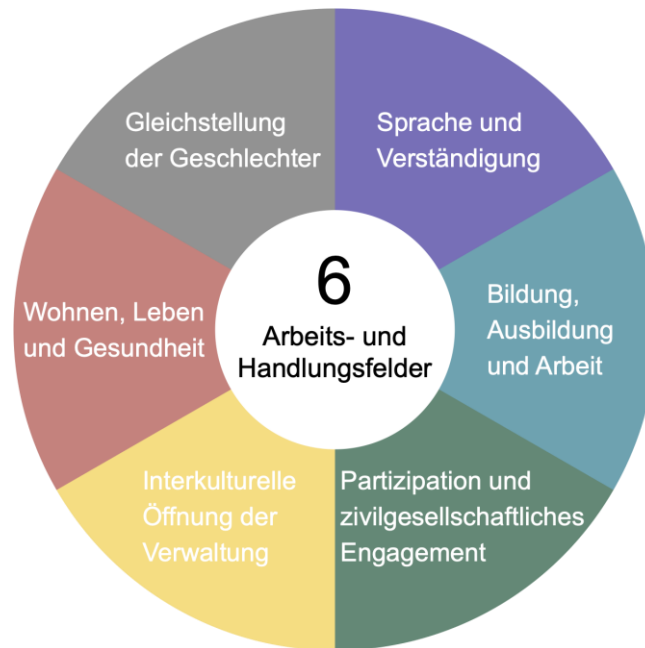 Gleichstellung
der Geschlechter
Sprache und
Verständigung
Wohnen, Leben
und Gesundheit
6
Arbeits- und
Handlungsfelder
Bildung,
Ausbildung
und Arbeit
Interkulturelle
Öffnung der
Verwaltung
Partizipation und
zivilgesellschaftliches
Engagement